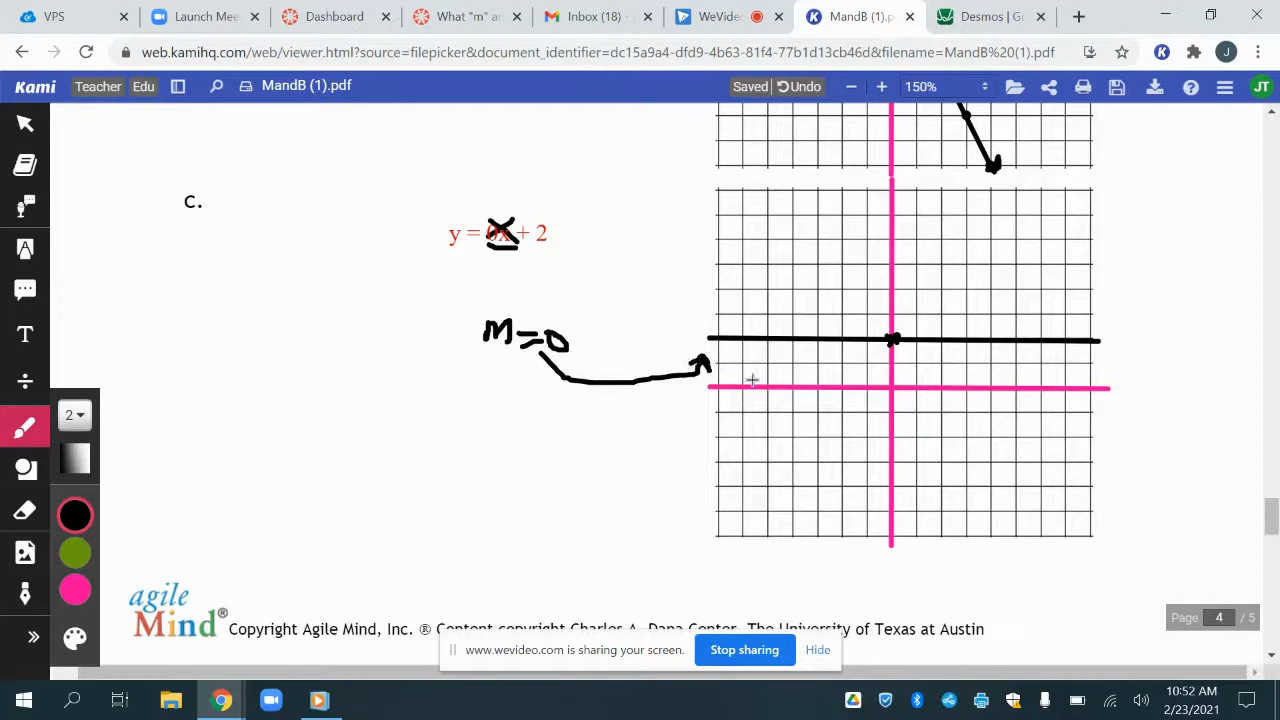 VPS
Launch Mee
Dashboard
What "m" a
Inbox (18) -
WeVideo
MandB (1).p
Desmos | G
web.kamihq.com/web/viewer.html?source=filepicker&document_identifier=dc15a9a4-dfd9-4b63-81f4-77b1d13cb46d&filename=MandB%20(1).pdf
K
J
Kami Teacher Edu MandB (1).pdf Saved Undo 150% JT
C.
y = 0x + 2
M=0
T
2
agile
Mind®
Copyright Agile Mind, Inc. ® Content copyright Charles A. Dana Center, The University of Texas at Austin
Page 4 / 5
www.wevideo.com is sharing your screen. Stop sharing Hide
10:52 AM
2/23/2021